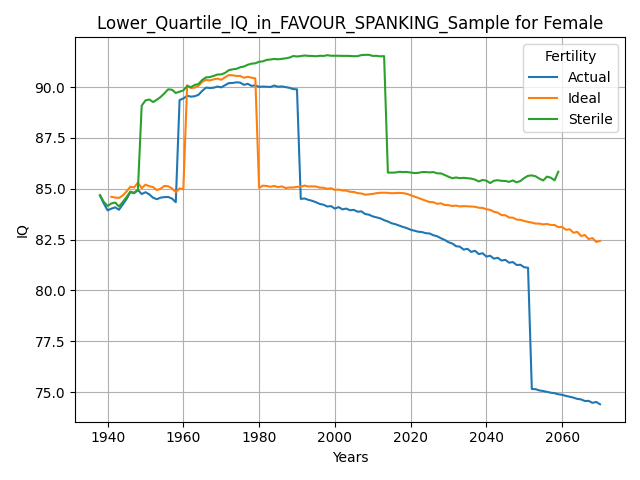 Lower_Quartile_IQ_in_FAVOUR_SPANKING_Sample for Female
Fertility
Actual
Ideal
Sterile
IQ
90.0
87.5
85.0
82.5
80.0
77.5
75.0
1940 1960 1980 2000 2020 2040 2060
Years